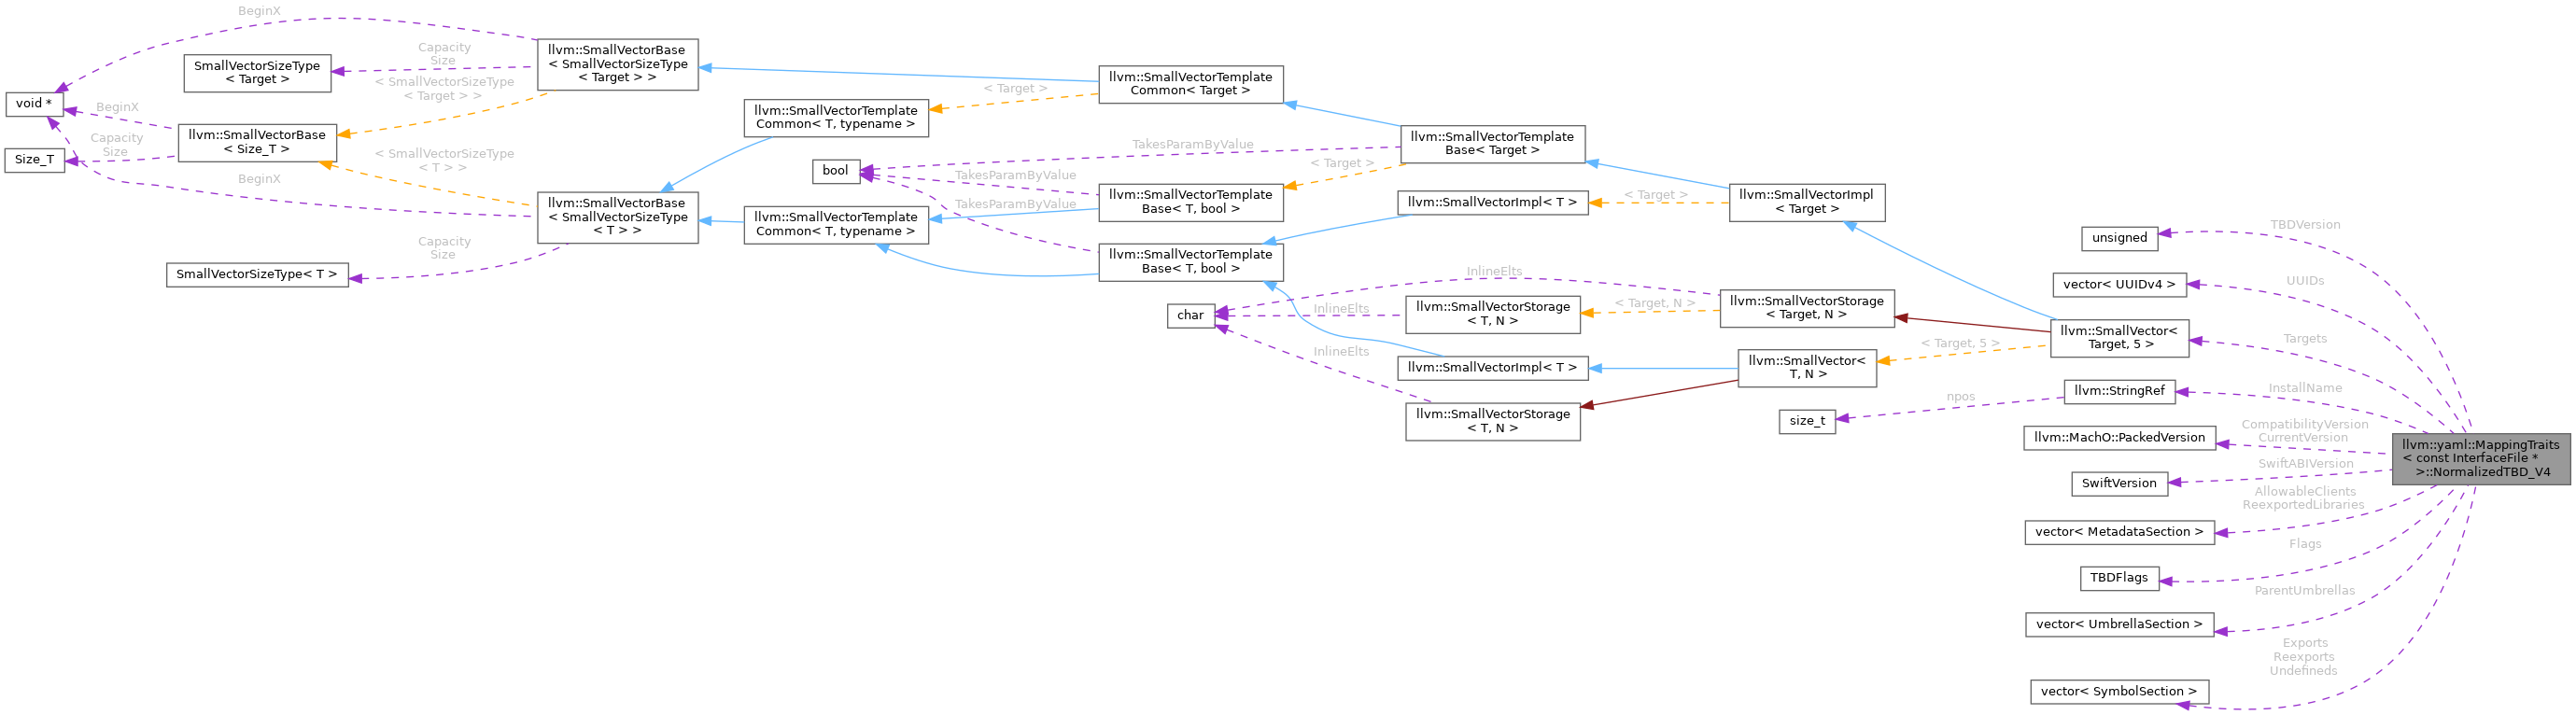 BeginX
llvm::SmallVectorBase
< SmallVectorSizeType
< Target > >
Capacity
Size
SmallVectorSizeType
< Target >
< SmallVectorSizeType
< Target > >
void *
BeginX
llvm::SmallVectorBase
< Size_T >
Capacity
Size
Size_T
< SmallVectorSizeType
< T > >
BeginX
llvm::SmallVectorBase
< SmallVectorSizeType
< T > >
Capacity
Size
SmallVectorSizeType< T >
llvm::SmallVectorTemplate
Common< T, typename >
llvm::SmallVectorTemplate
Common< T, typename >
bool
< Target >
llvm::SmallVectorTemplate
Common< Target >
TakesParamByValue
TakesParamByValue
TakesParamByValue
llvm::SmallVectorTemplate
Base< T, bool >
llvm::SmallVectorTemplate
Base< T, bool >
llvm::SmallVectorTemplate
Base< Target >
< Target >
llvm::SmallVectorImpl< T >
< Target >
llvm::SmallVectorImpl
< Target >
char
InlineElts
InlineElts
InlineElts
llvm::SmallVectorStorage
< T, N >
< Target, N >
llvm::SmallVectorStorage
< Target, N >
llvm::SmallVectorImpl< T >
llvm::SmallVectorStorage
< T, N >
llvm::SmallVector<
T, N >
< Target, 5 >
llvm::SmallVector<
Target, 5 >
size_t
npos
llvm::StringRef
unsigned
TBDVersion
vector< UUIDv4 >
UUIDs
Targets
InstallName
llvm::MachO::PackedVersion
CompatibilityVersion
CurrentVersion
SwiftVersion
SwiftABIVersion
vector< MetadataSection >
AllowableClients
ReexportedLibraries
TBDFlags
Flags
vector< UmbrellaSection >
ParentUmbrellas
vector< SymbolSection >
Exports
Reexports
Undefineds
llvm::yaml::MappingTraits
< const InterfaceFile *
>::NormalizedTBD_V4